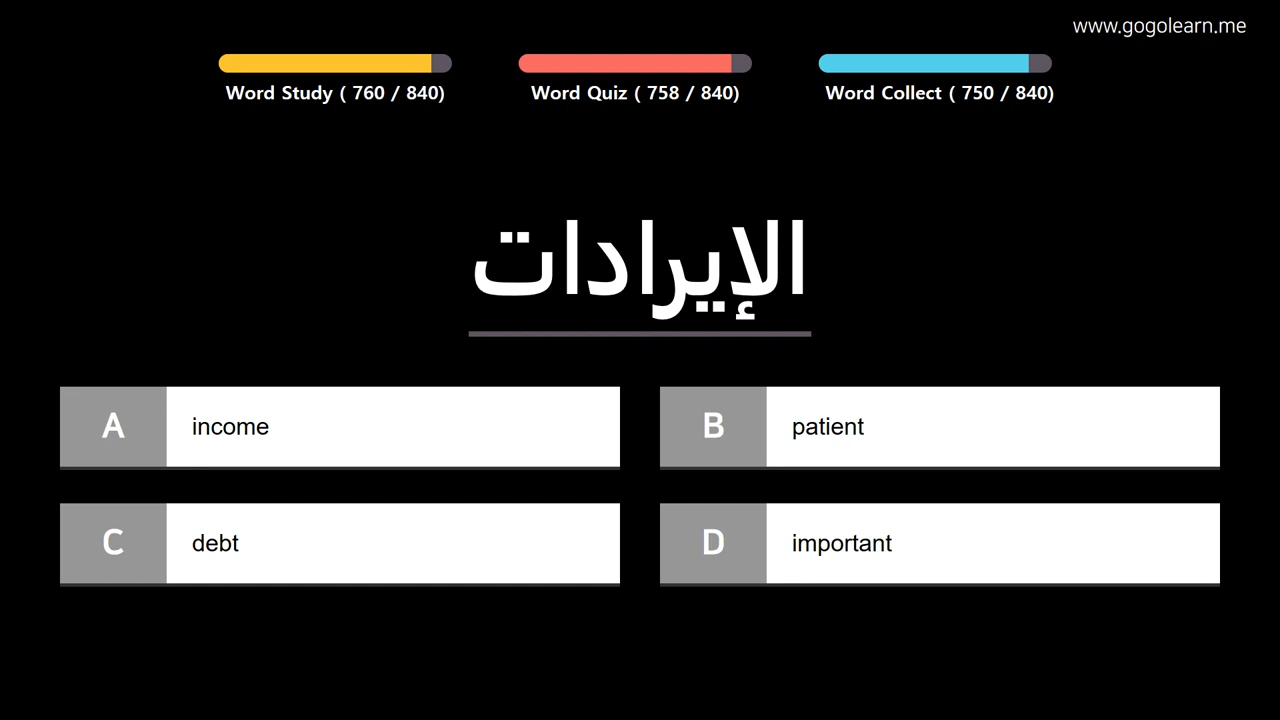 www.gogolearn.me
Word Study ( 760 / 840)
Word Quiz ( 758 / 840)
Word Collect ( 750 / 840)
الإيرادات
A income
B patient
C debt
D important